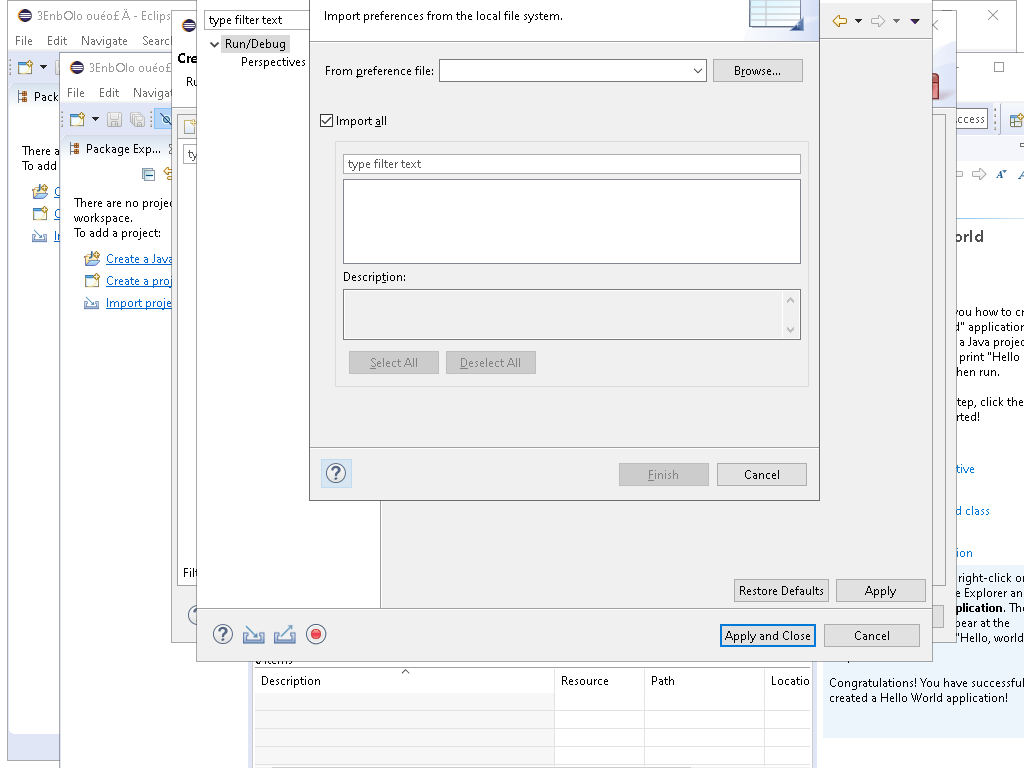 3EnbOlo ouéo£Ä - Eclips
File Edit Navigate Searc
Pack
There a
To add
3EnbOlo ouéo£
File Edit Naviga
Package Exp...
There are no proje
workspace.
To add a project:
Create a Java
Create a proj
Import proje
Cre
Ru
ty
Filt
type filter text
Run/Debug
Perspectives
Import preferences from the local file system.
From preference file:
Browse...
Import all
type filter text
Description:
Select All Deselect All
Finish Cancel
Restore Defaults Apply
Apply and Close Cancel
Description Resource Path Locatio
ccess
orld
you how to cr
d" application
a Java projec
print "Hello
hen run.
tep, click the
rted!
tive
d class
ion
right-click or
e Explorer an
plication. The
pear at the
"Hello, world
Congratulations! You have successful
created a Hello World application!